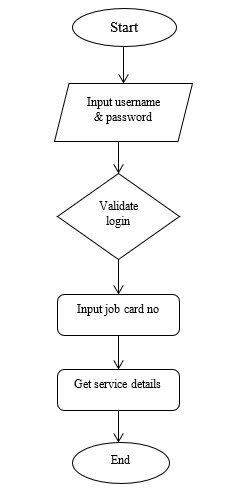 Start
Input username
& password
Validate
login
Input job card no
Get service details
End